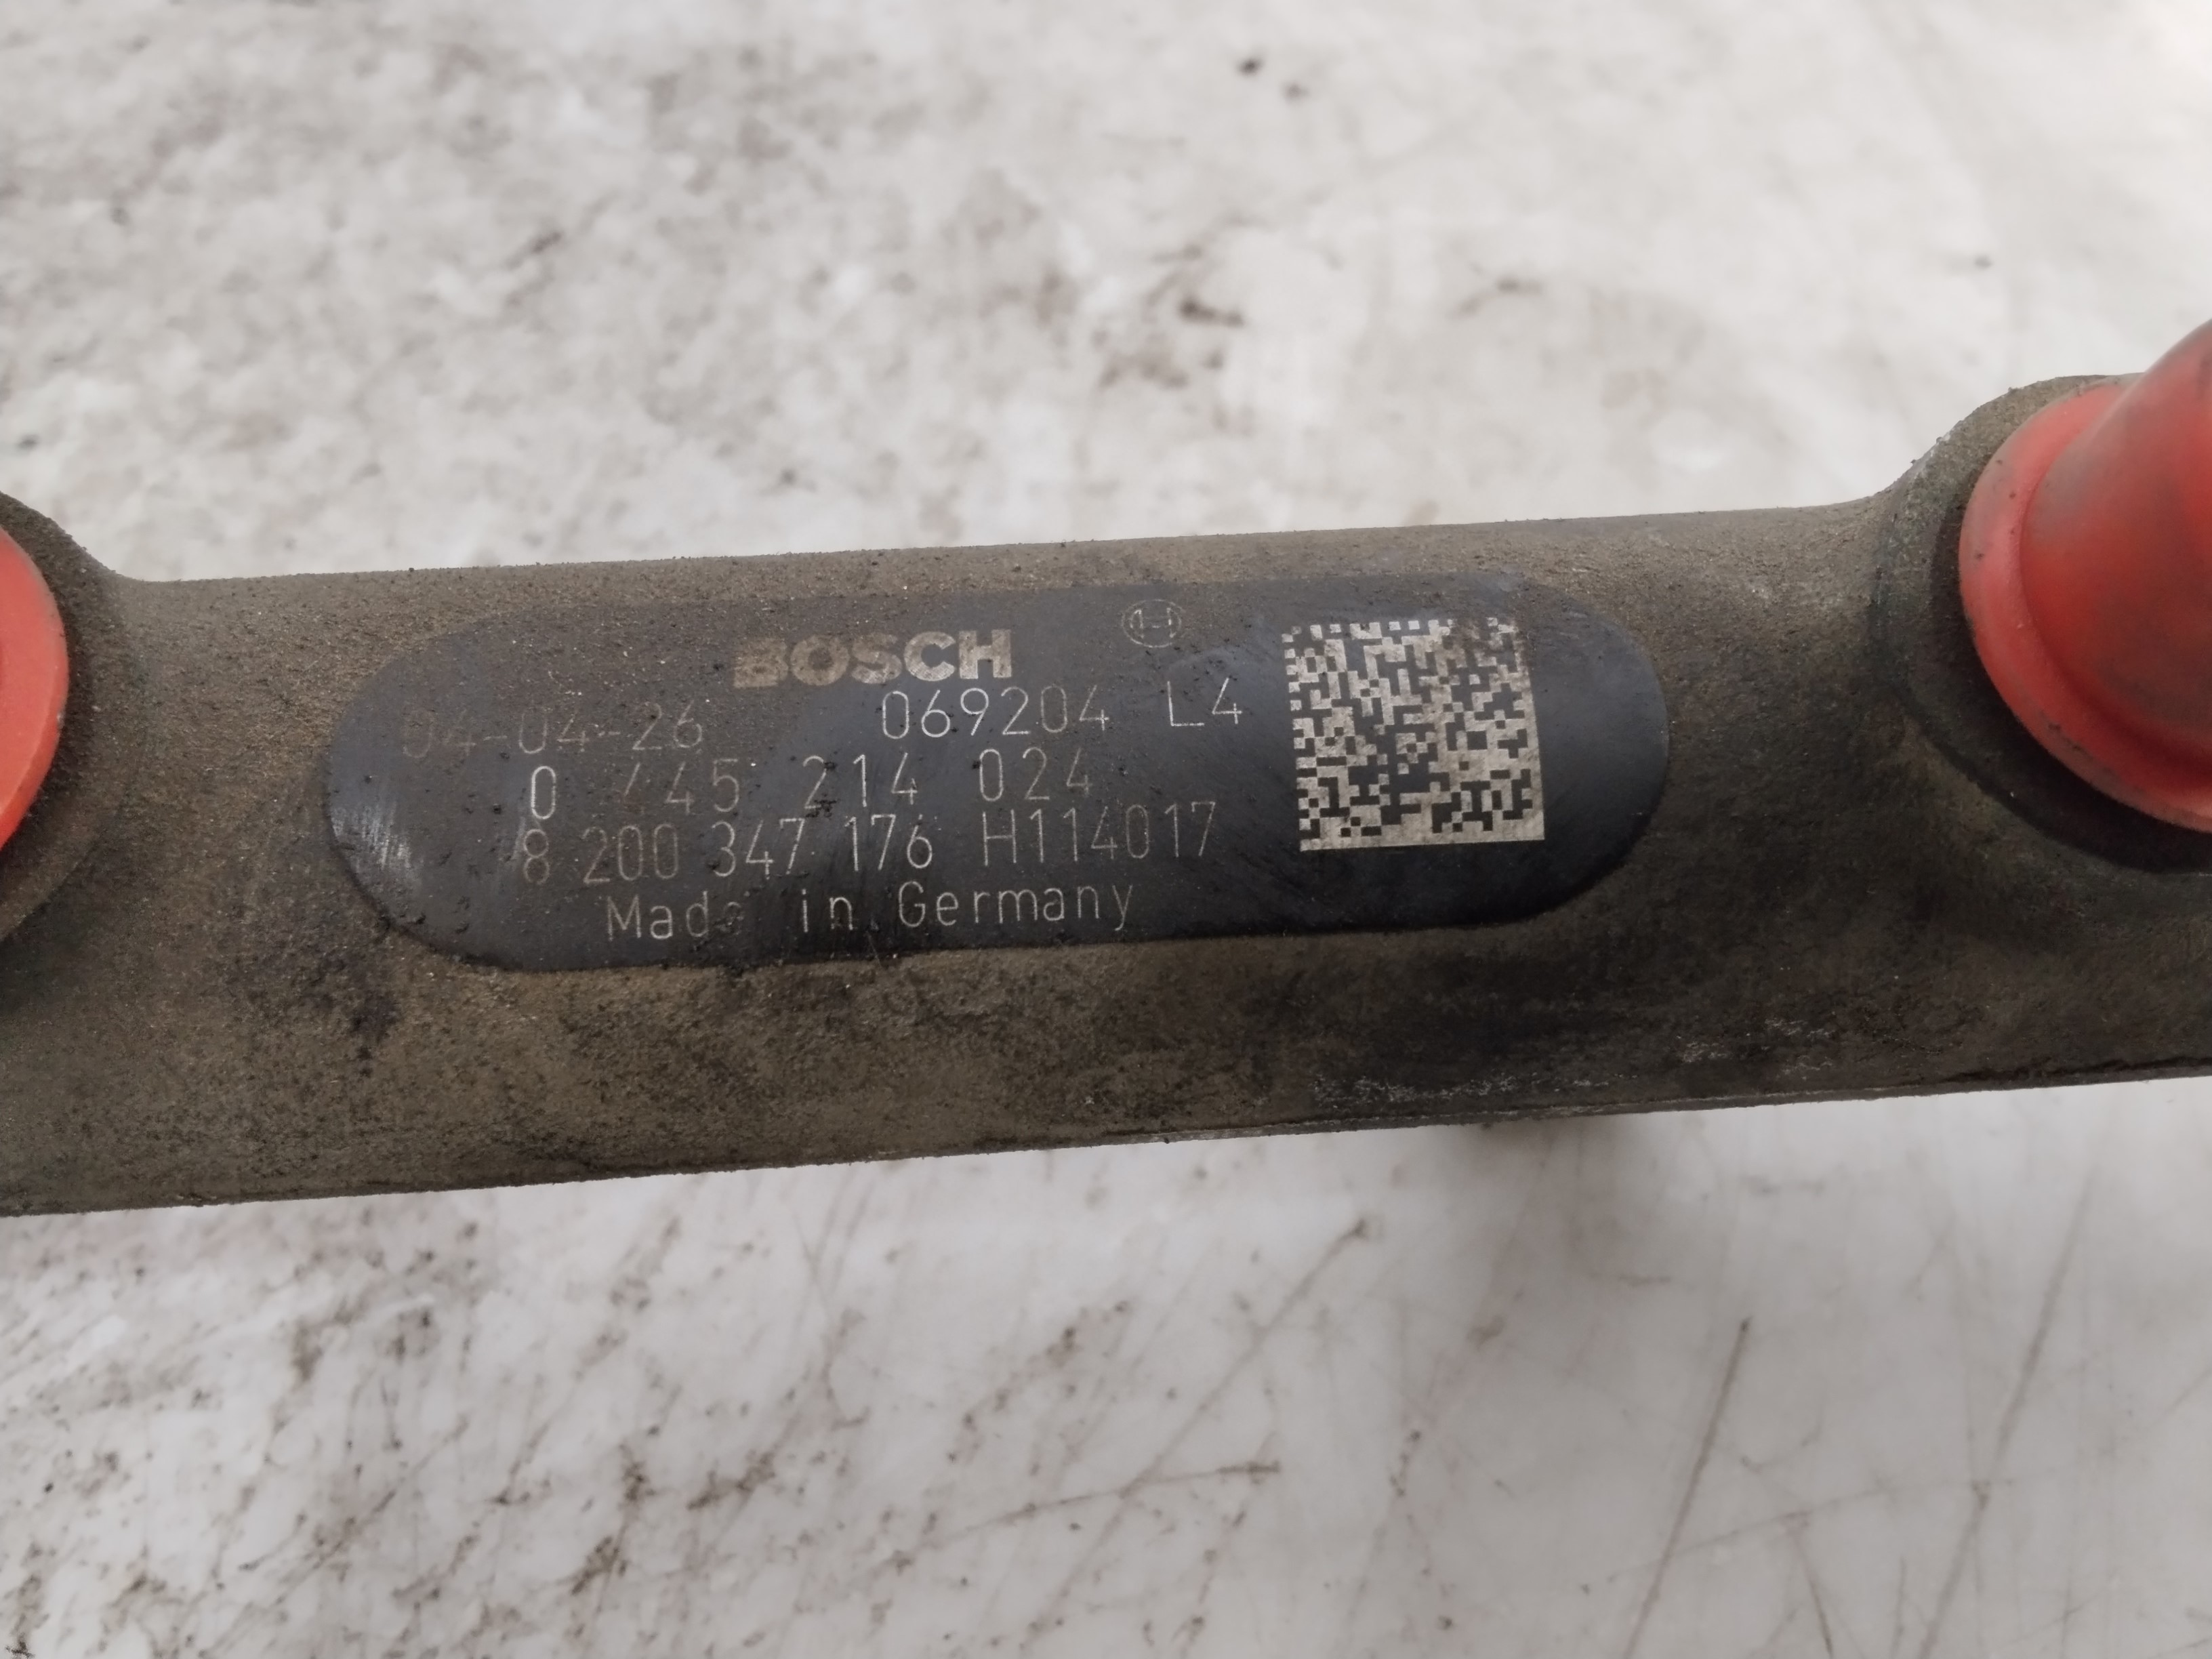 BOSCH
04-04-26 069204 L4
0 445 214 024
8 200 347 176 H114017
Made in Germany